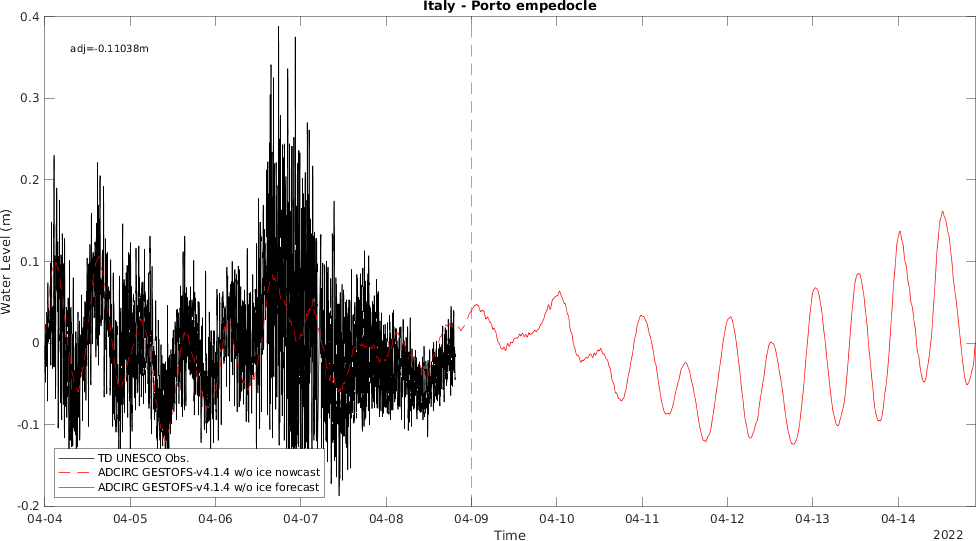 Italy - Porto empedocle
adj=-0.11038m
Water Level (m)
0.4
0.3
0.2
0.1
0
-0.1
-0.2
TD UNESCO Obs.
ADCIRC GESTOFS-v4.1.4 w/o ice nowcast
ADCIRC GESTOFS-v4.1.4 w/o ice forecast
04-04 04-05 04-06 04-07 04-08 04-09 04-10 04-11 04-12 04-13 04-14
Time
2022